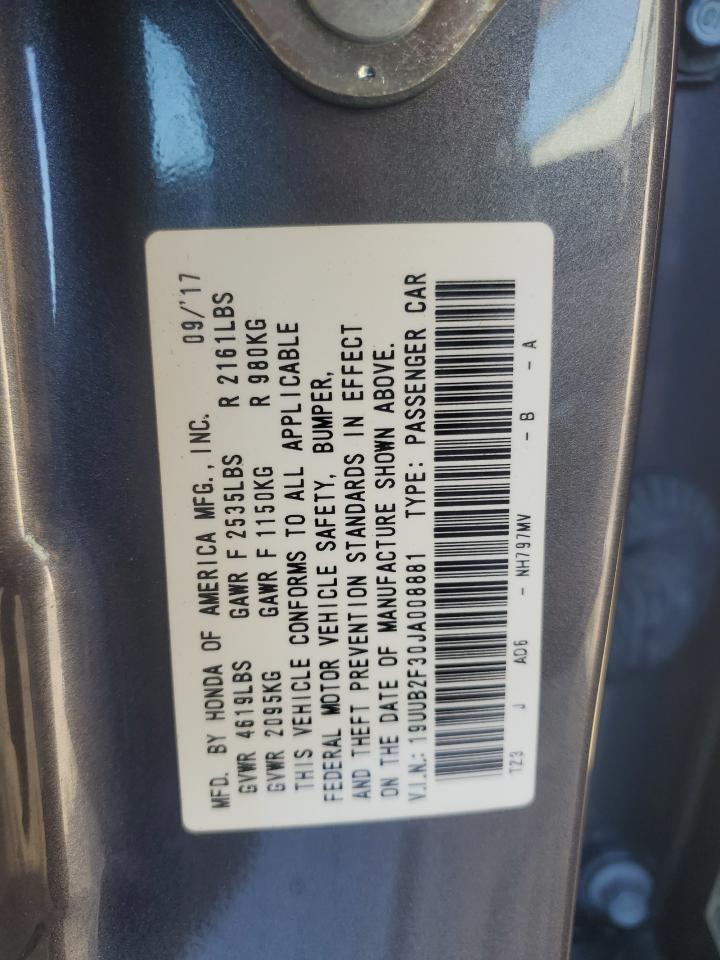 MFD. BY HONDA OF AMERICA MFG., INC. 09/'17
GVWR 4619LBS GAWR F 2535LBS R 2161LBS
GVWR 2095KG GAWR F 1150KG R 980KG
THIS VEHICLE CONFORMS TO ALL APPLICABLE
FEDERAL MOTOR VEHICLE SAFETY, BUMPER,
AND THEFT PREVENTION STANDARDS IN EFFECT
ON THE DATE OF MANUFACTURE SHOWN ABOVE.
V.I.N.: 19UUB2F30JA008881 TYPE: PASSENGER CAR
TZ3 J AD6 - NH797MV - B - A